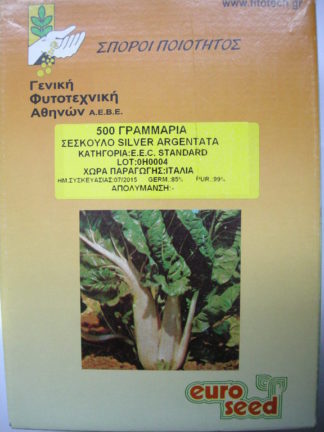 www.fitotech.gr
ΣΠΟΡΟΙ ΠΟΙΟΤΗΤΟΣ
Γενική
Φυτοτεχνική
Αθηνών Α.Ε.Β.Ε.
500 ΓΡΑΜΜΑΡΙΑ
ΣΕΣΚΟΥΛΟ SILVER ARGENTATA
ΚΑΤΗΓΟΡΙΑ:E.E.C. STANDARD
LOT:0H0004
ΧΩΡΑ ΠΑΡΑΓΩΓΗΣ:ΙΤΑΛΙΑ
ΗΜ.ΣΥΣΚΕΥΑΣΙΑΣ:07/2015 GERM.:85% PUR.:99%
ΑΠΟΛΥΜΑΝΣΗ:-
euro
seed